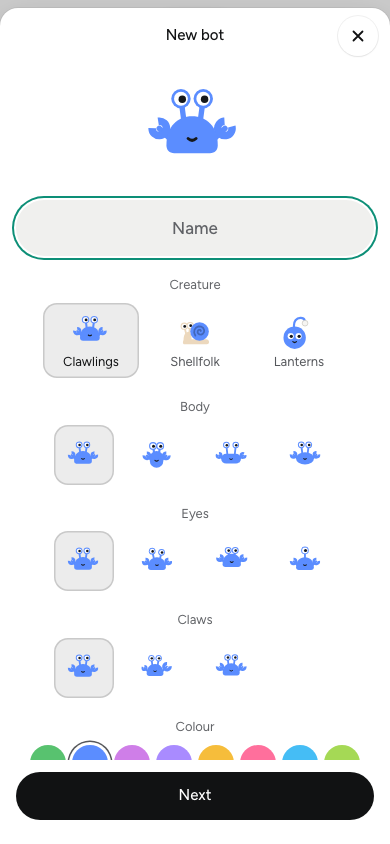 New bot
Name
Creature
Clawlings
Shellfolk
Lanterns
Body
Eyes
Claws
Colour
Next